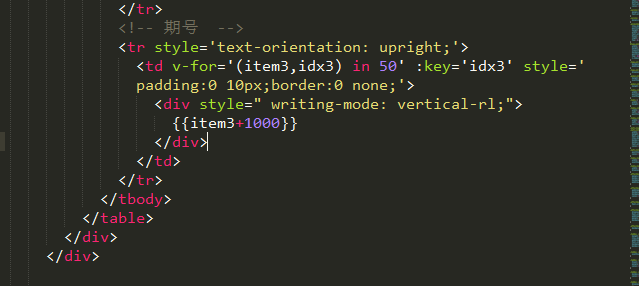 </tr>
<!-- 期号  -->
<tr style='text-orientation: upright;'>
<td v-for='(item3,idx3) in 50' :key='idx3' style='
padding:0 10px;border:0 none;'>
<div style=" writing-mode: vertical-rl;">
{{item3+1000}}
</div>
</td>
</tr>
</tbody>
</table>
</div>
</div>